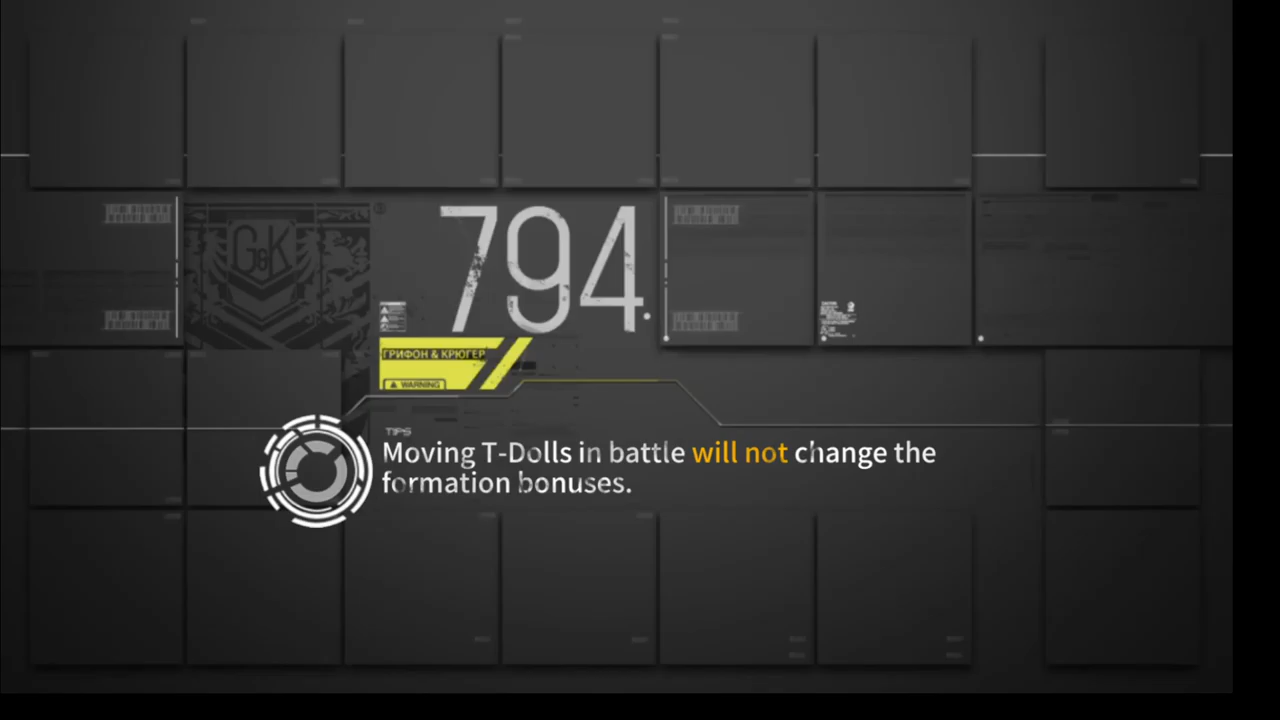 G&K
794.
ГРИФОН & КРЮГЕР
WARNING
TIPS
Moving T-Dolls in battle will not change the
formation bonuses.